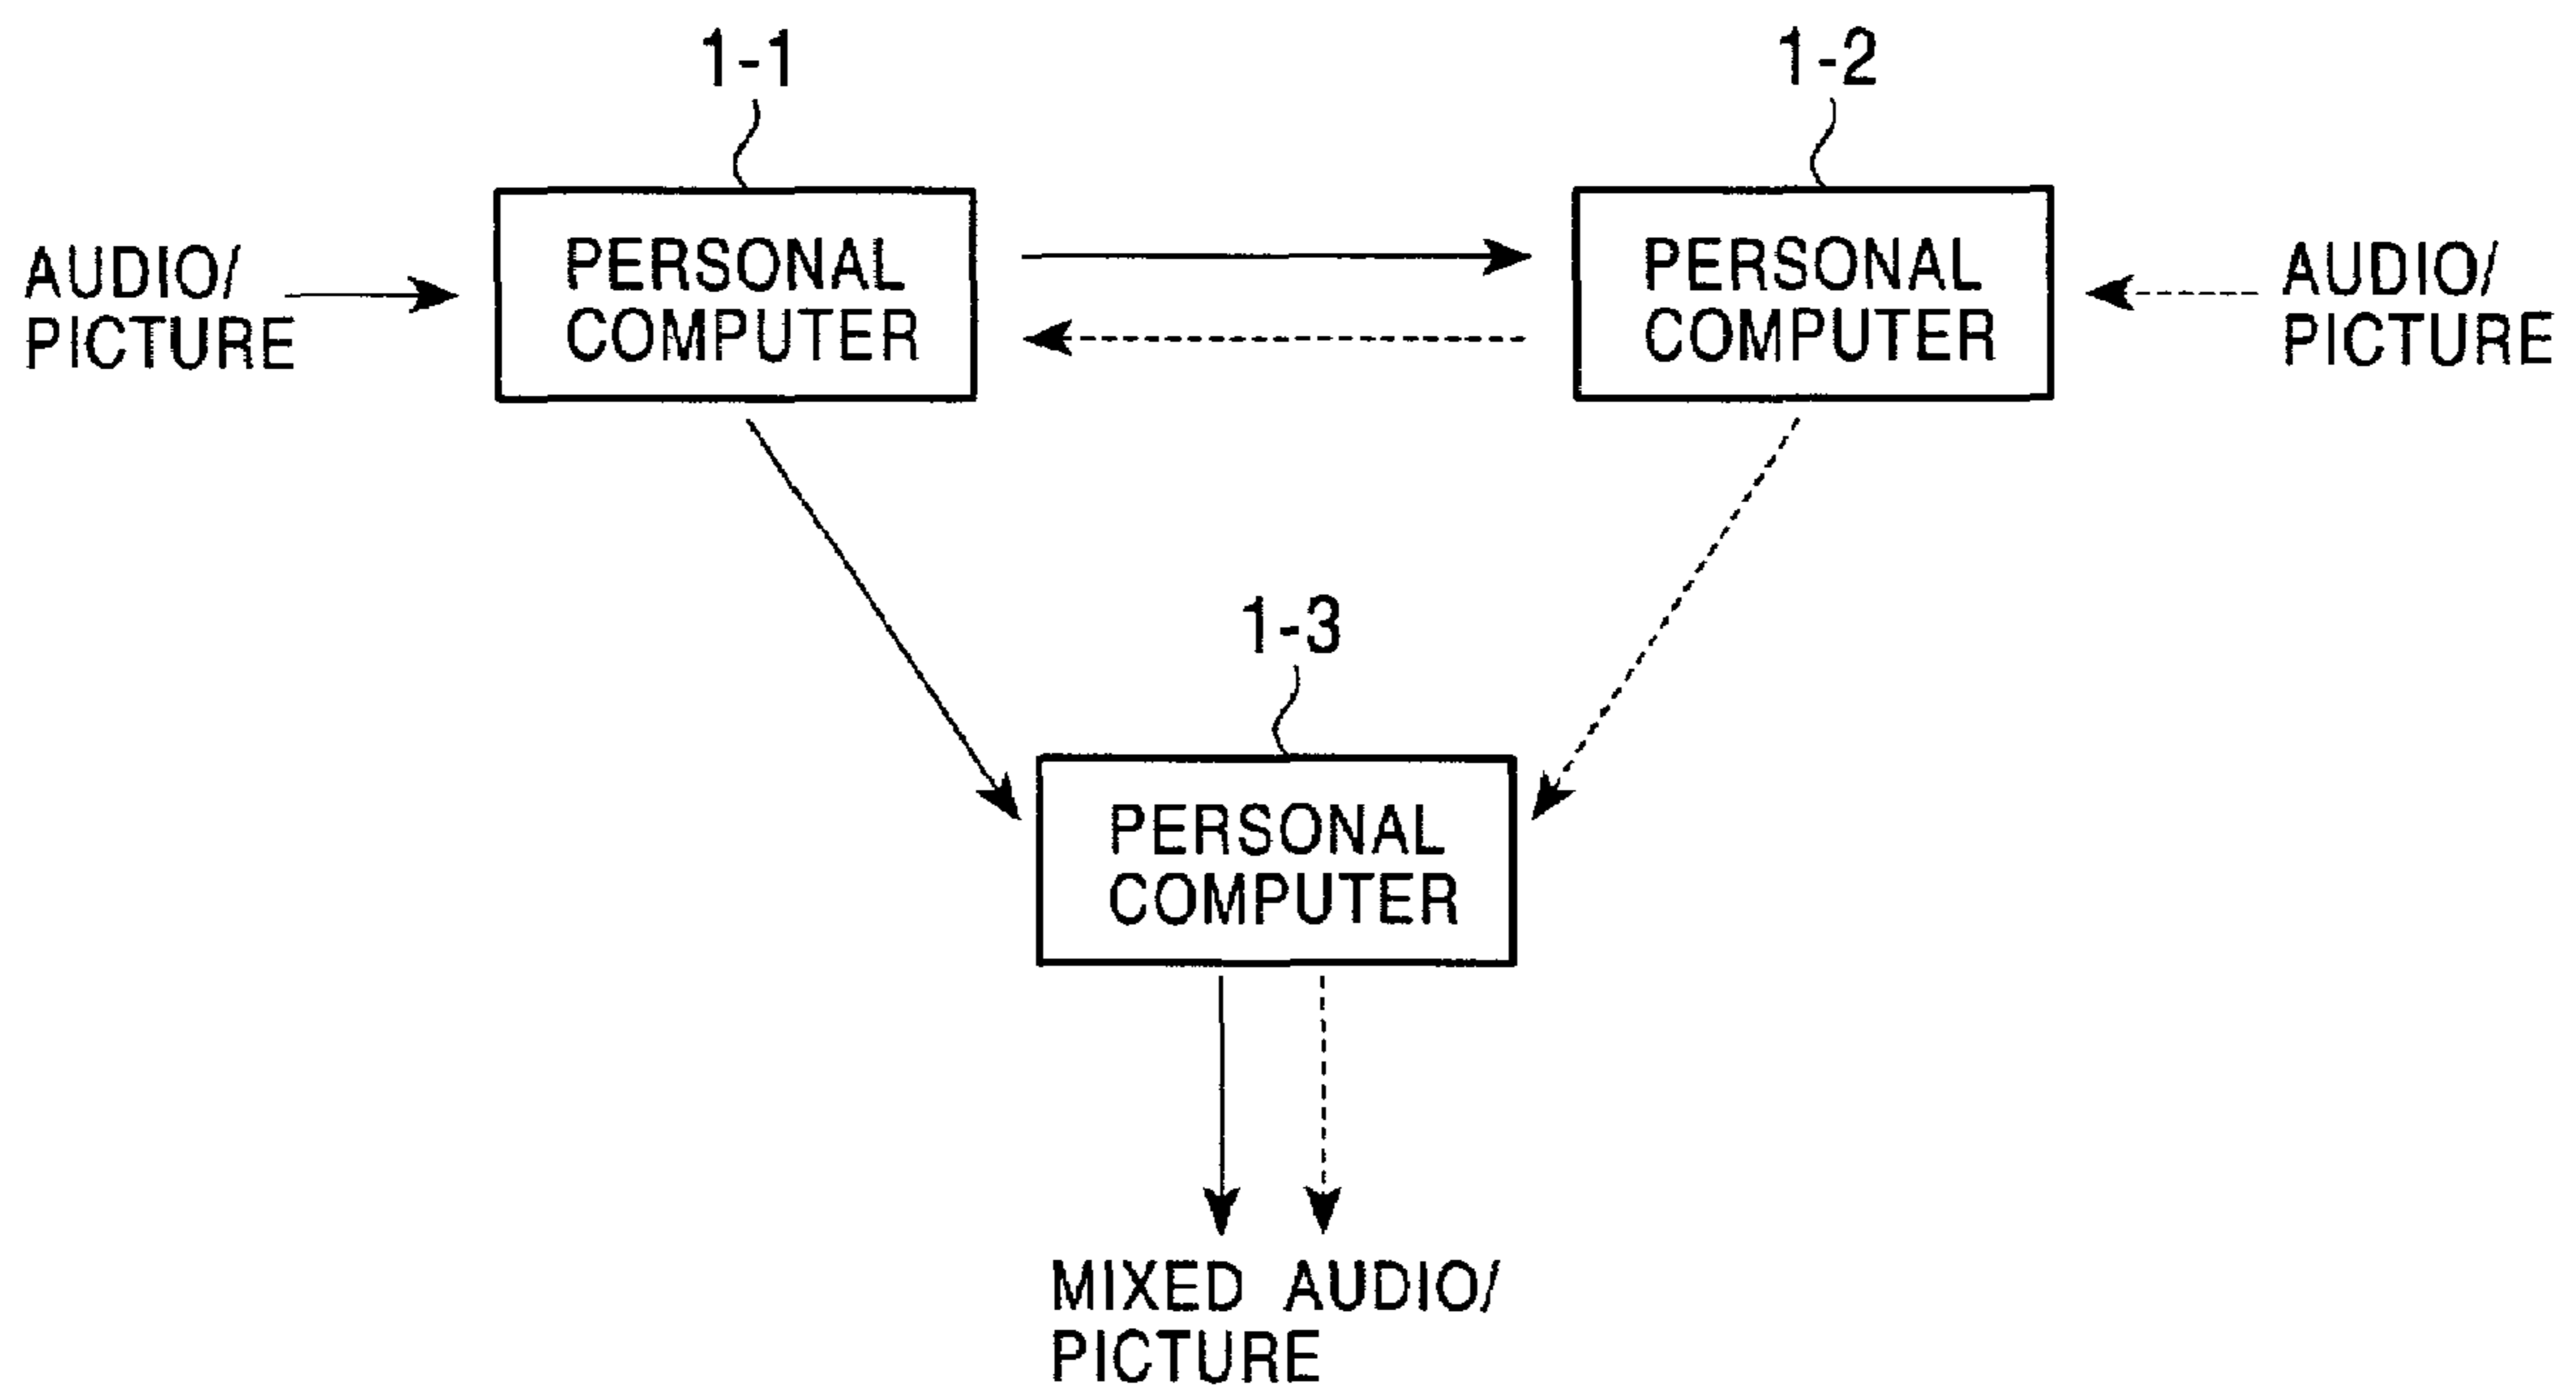 1-1
1-2
AUDIO/
PICTURE
PERSONAL
COMPUTER
PERSONAL
COMPUTER
AUDIO/
PICTURE
1-3
PERSONAL
COMPUTER
MIXED AUDIO/
PICTURE